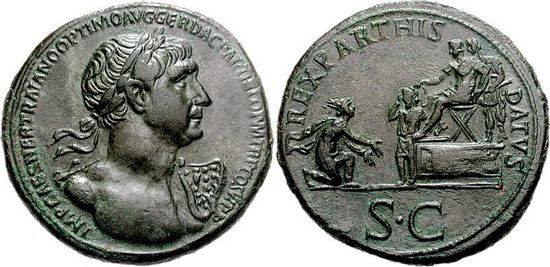 IMPCAESNERTRAIANOOPTIMOAVGGERDACPARTHICOPMTRPCOSVIPP
REX PARTHIS
DATVS
S·C